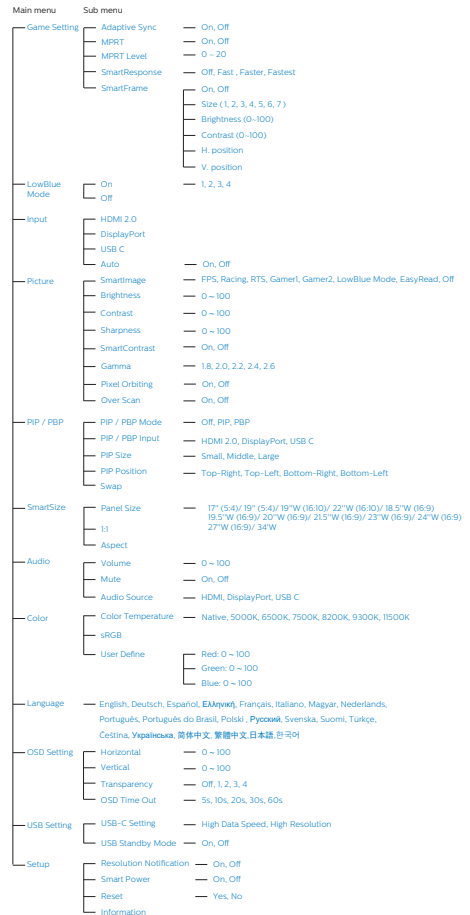 Main menu Sub menu
Game Setting Adaptive Sync On, Off
MPRT On, Off
MPRT Level 0 ~ 20
SmartResponse Off, Fast , Faster, Fastest
SmartFrame On, Off
Size ( 1, 2, 3, 4, 5, 6, 7 )
Brightness (0~100)
Contrast (0~100)
H. position
V. position
LowBlue Mode On 1, 2, 3, 4
Off
Input HDMI 2.0
DisplayPort
USB C
Auto On, Off
Picture SmartImage FPS, Racing, RTS, Gamer1, Gamer2, LowBlue Mode, EasyRead, Off
Brightness 0 ~ 100
Contrast 0 ~ 100
Sharpness 0 ~ 100
SmartContrast On, Off
Gamma 1.8, 2.0, 2.2, 2.4, 2.6
Pixel Orbiting On, Off
Over Scan On, Off
PIP / PBP PIP / PBP Mode Off, PIP, PBP
PIP / PBP Input HDMI 2.0, DisplayPort, USB C
PIP Size Small, Middle, Large
PIP Position Top-Right, Top-Left, Bottom-Right, Bottom-Left
Swap
SmartSize Panel Size 17" (5:4)/ 19" (5:4)/ 19"W (16:10)/ 22"W (16:10)/ 18.5"W (16:9)
19.5"W (16:9)/ 20"W (16:9)/ 21.5"W (16:9)/ 23"W (16:9)/ 24"W (16:9)
27"W (16:9)/ 34"W
1:1
Aspect
Audio Volume 0 ~ 100
Mute On, Off
Audio Source HDMI, DisplayPort, USB C
Color Color Temperature Native, 5000K, 6500K, 7500K, 8200K, 9300K, 11500K
sRGB
User Define Red: 0 ~ 100
Green: 0 ~ 100
Blue: 0 ~ 100
Language English, Deutsch, Español, Ελληνική, Français, Italiano, Magyar, Nederlands,
Português, Português do Brasil, Polski , Русский, Svenska, Suomi, Türkçe,
Čeština, Українська, 简体中文, 繁體中文,日本語,한국어
OSD Setting Horizontal 0 ~ 100
Vertical 0 ~ 100
Transparency Off, 1, 2, 3, 4
OSD Time Out 5s, 10s, 20s, 30s, 60s
USB Setting USB-C Setting High Data Speed, High Resolution
USB Standby Mode On, Off
Setup Resolution Notification On, Off
Smart Power On, Off
Reset Yes, No
Information